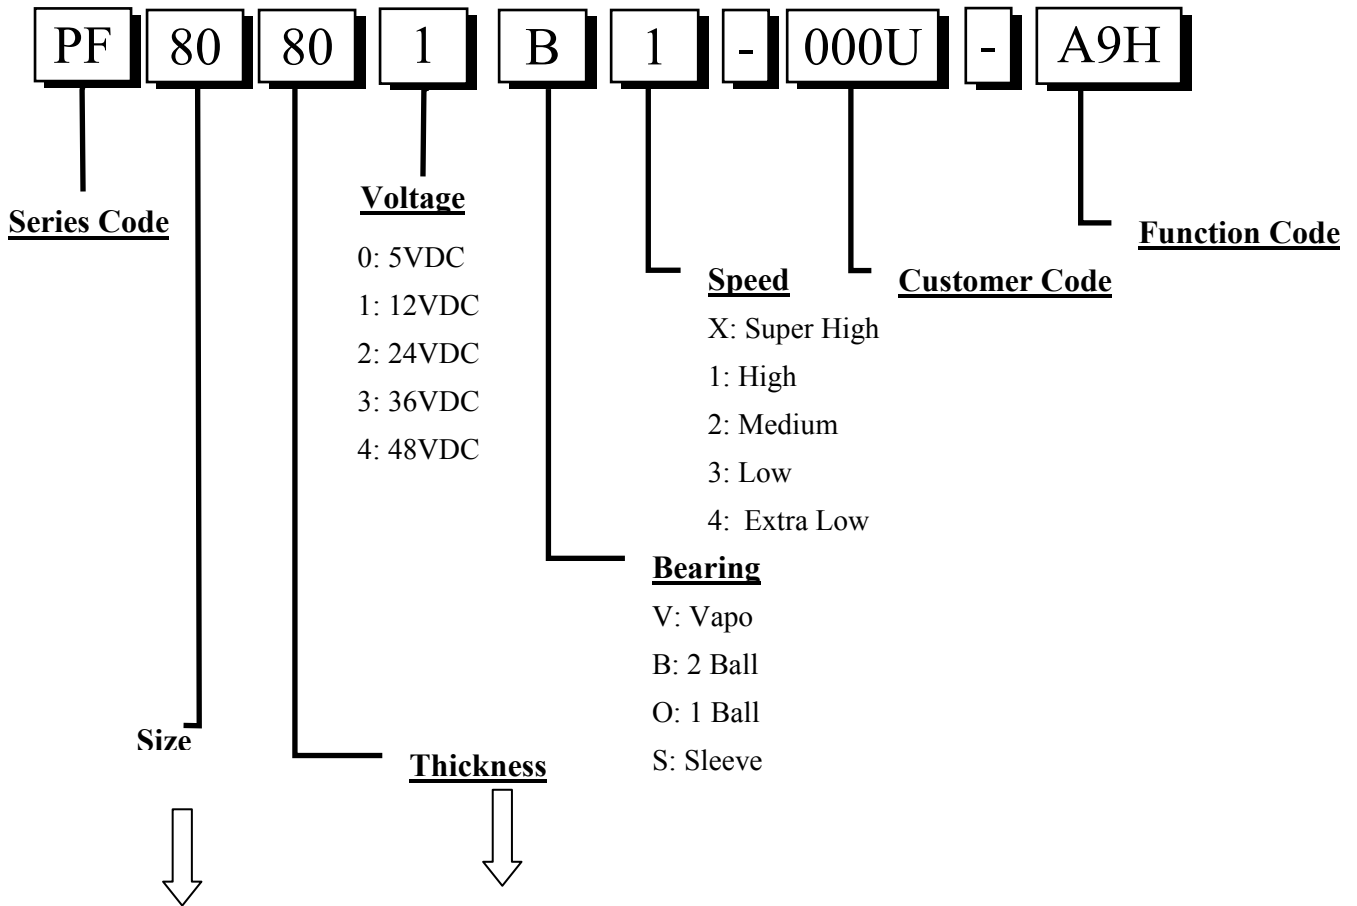 PF 80 80 1 B 1 - 000U - A9H
Series Code
Voltage
0: 5VDC
1: 12VDC
2: 24VDC
3: 36VDC
4: 48VDC
Function Code
Customer Code
Speed
X: Super High
1: High
2: Medium
3: Low
4: Extra Low
Bearing
V: Vapo
B: 2 Ball
O: 1 Ball
S: Sleeve
Size
Thickness